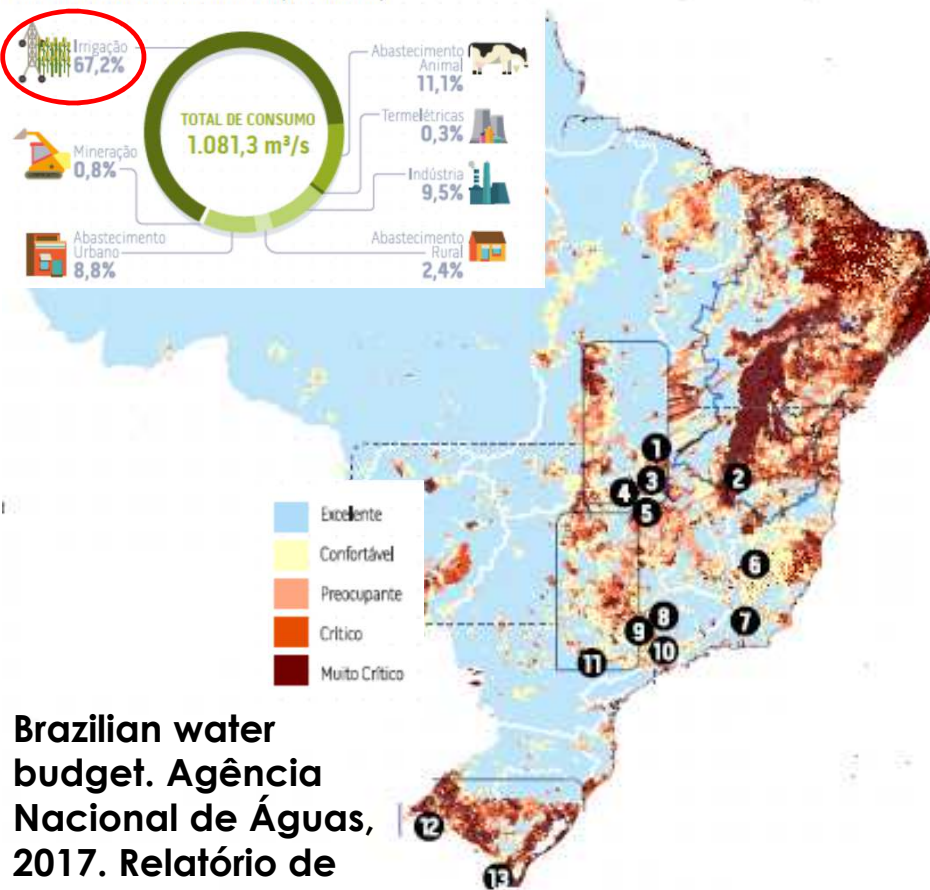 Irrigação
67,2%
Mineração
0,8%
Abastecimento
Urbano
8,8%
TOTAL DE CONSUMO
1.081,3 m³/s
Abastecimento
Animal
11,1%
Termelétricas
0,3%
Indústria
9,5%
Abastecimento
Rural
2,4%
1
2
3
4
5
6
7
8
9
10
11
12
13
Excelente
Confortável
Preocupante
Crítico
Muito Crítico
Brazilian water
budget. Agência
Nacional de Águas,
2017. Relatório de